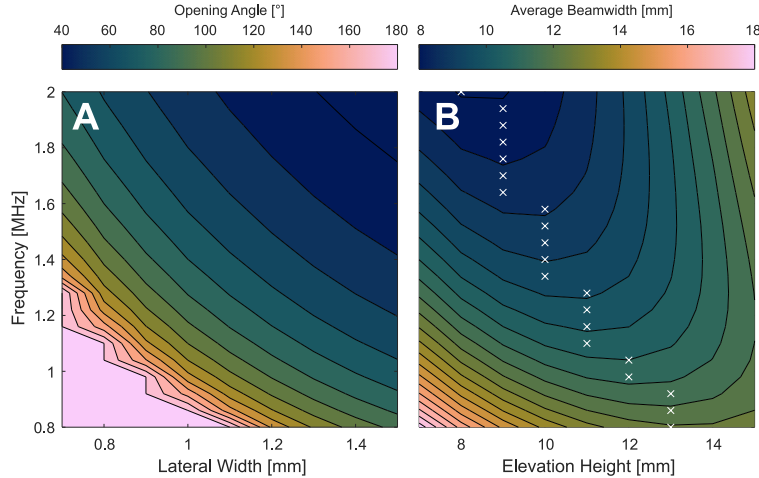 Opening Angle [°]
40 60 80 100 120 140 160 180
Average Beamwidth [mm]
8 10 12 14 16 18
A
B
Frequency [MHz]
2
1.8
1.6
1.4
1.2
1
0.8
0.8 1 1.2 1.4
Lateral Width [mm]
8 10 12 14
Elevation Height [mm]